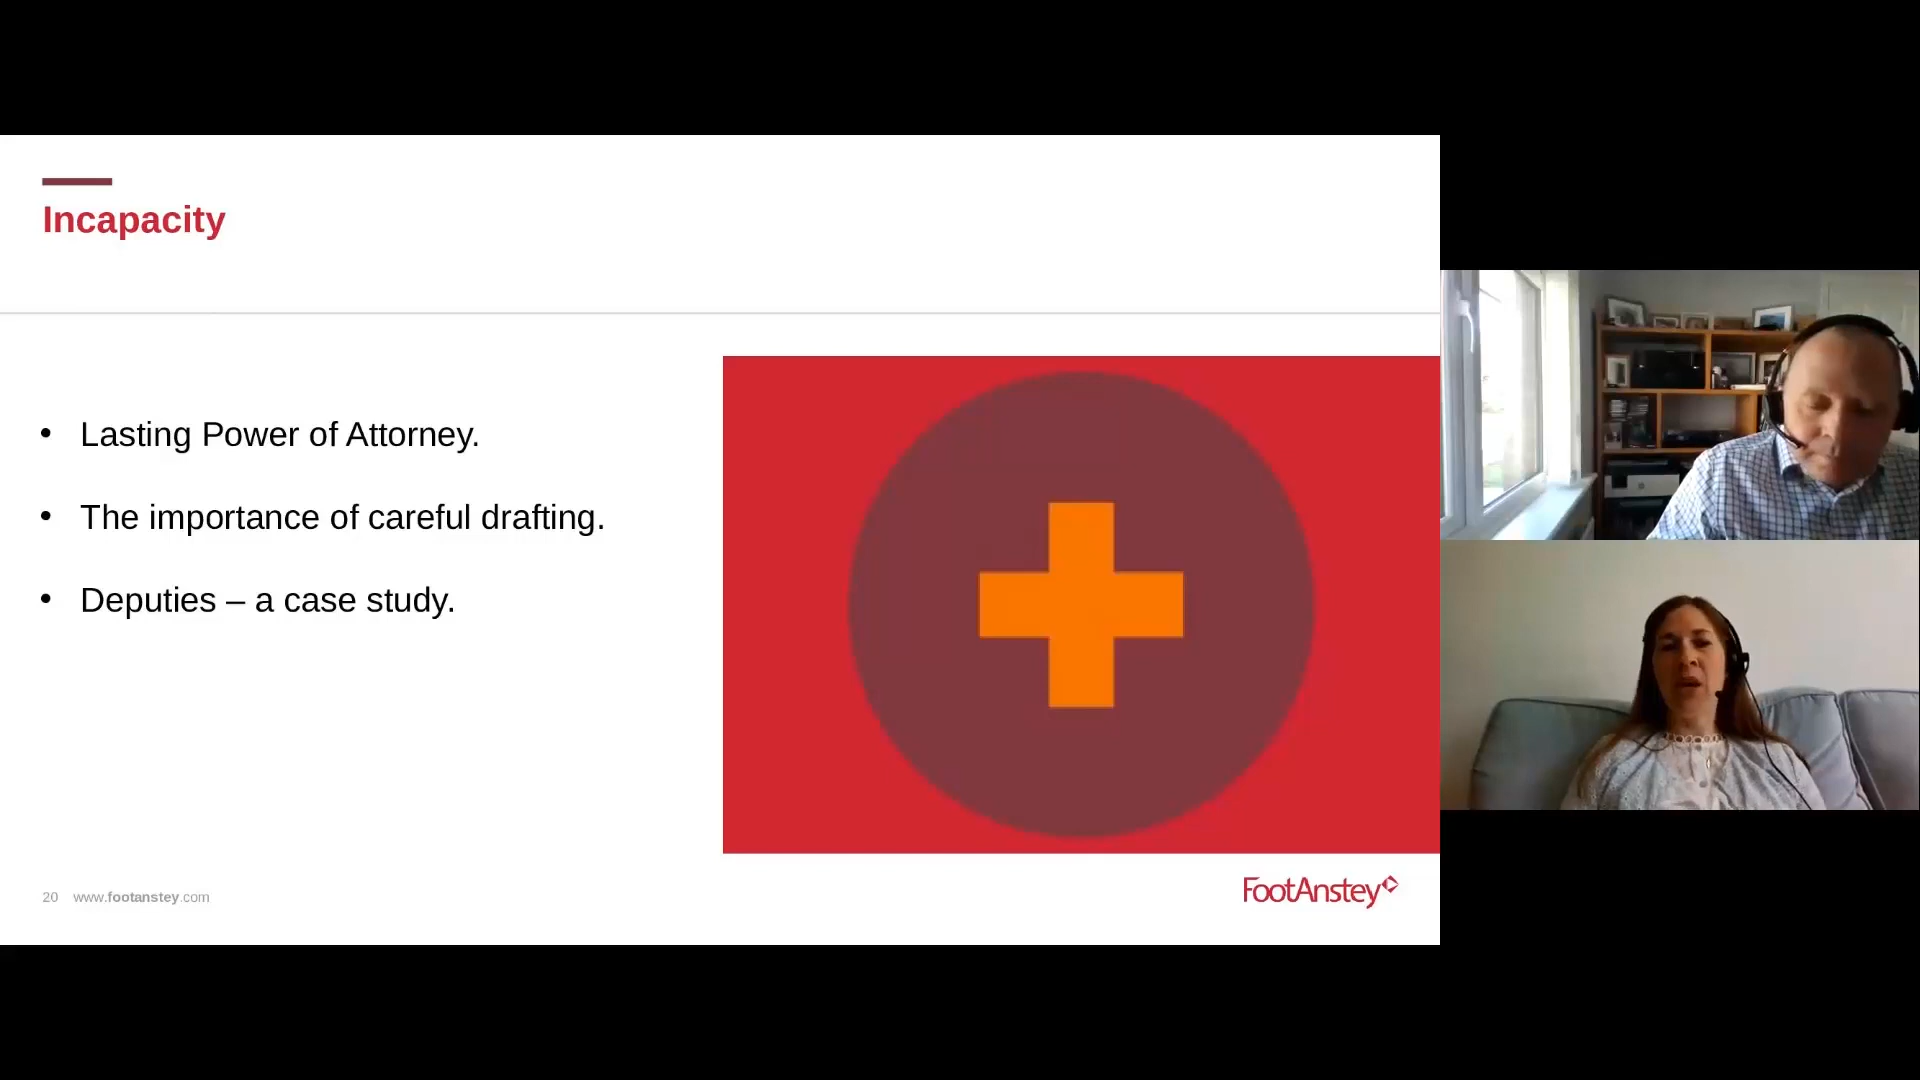 Incapacity
• Lasting Power of Attorney.
• The importance of careful drafting.
• Deputies – a case study.
20 www.footanstey.com
FootAnstey